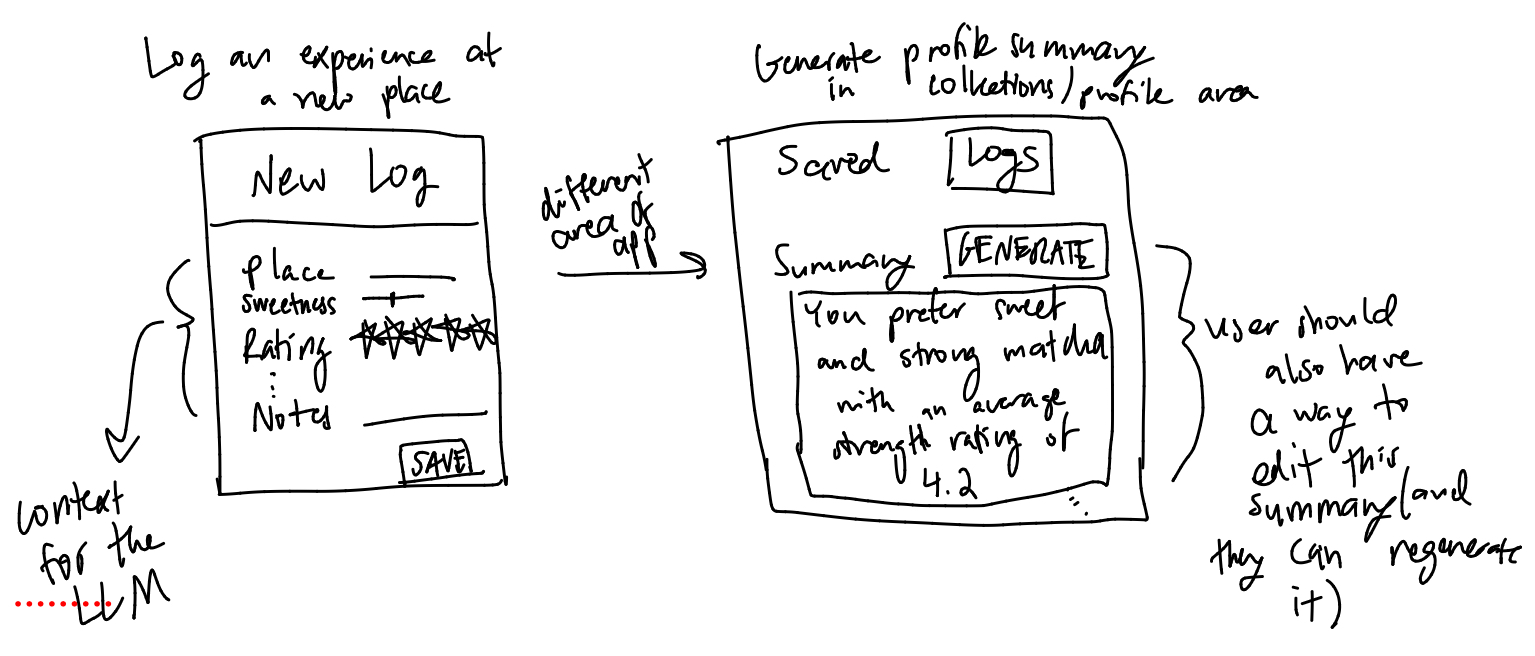 Log an experience at
a new place
New Log
place
sweetness
Rating
Notes
SAVE
context
for the
LLM
different
area of
app
Generate profile summary
in collections/profile area
Saved Logs
Summary GENERATE
You prefer sweet
and strong matcha
with an average
strength rating of
4.2
user should
also have
a way to
edit this
summary (and
they can regenerate
it)